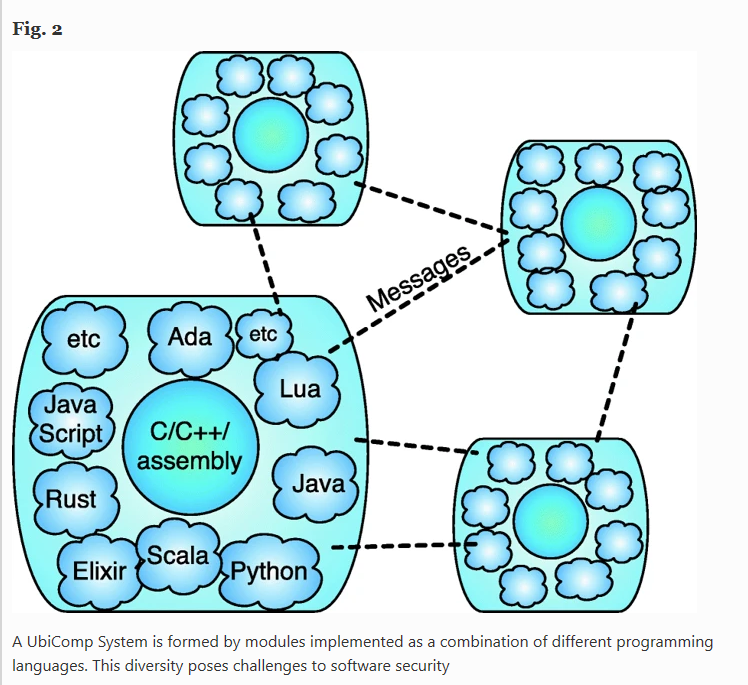 Fig. 2
Messages
etc
Ada
etc
Lua
Java
Script
C/C++/
assembly
Java
Rust
Elixir
Scala
Python
A UbiComp System is formed by modules implemented as a combination of different programming
languages. This diversity poses challenges to software security